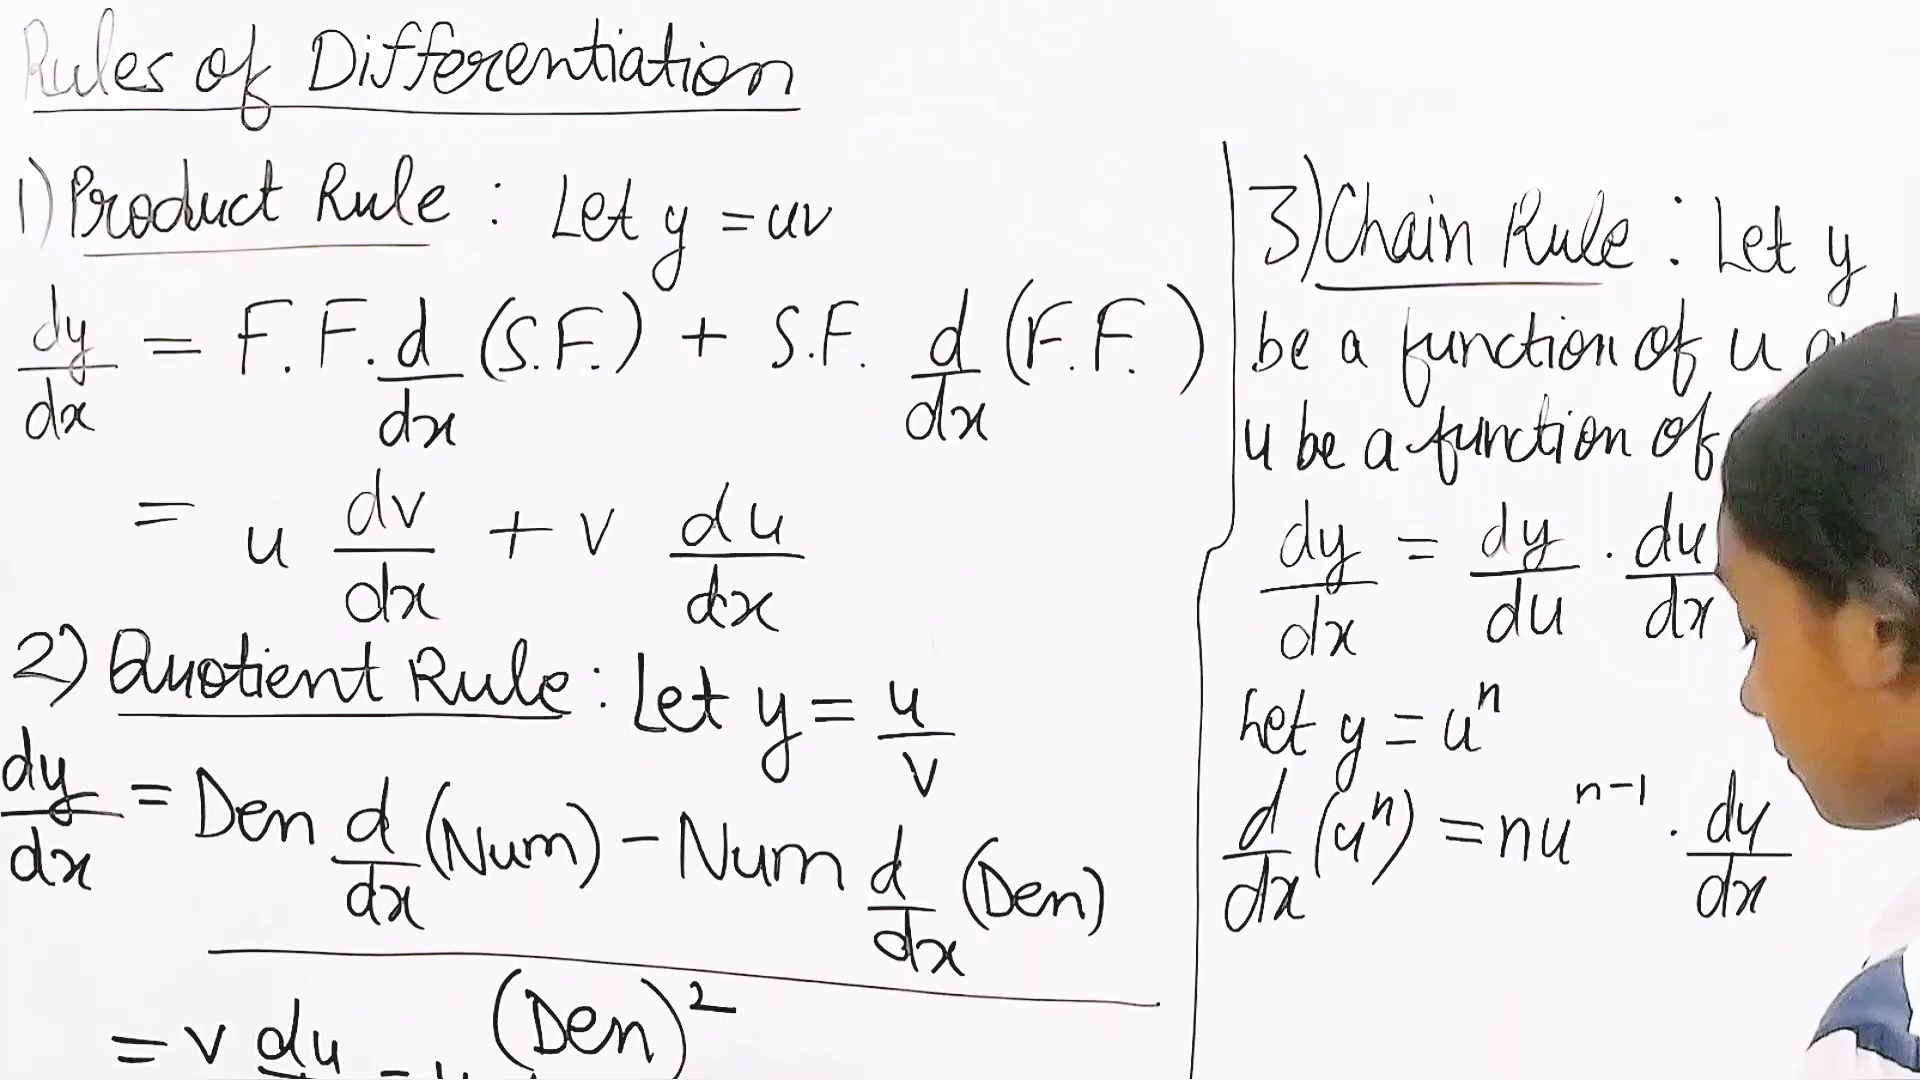 Rules of Differentiation
1) Product Rule : Let y = uv
dy/dx = F.F. d/dx (S.F.) + S.F. d/dx (F.F.)
= u dv/dx + v du/dx
2) Quotient Rule : Let y = u/v
dy/dx = Den d/dx (Num) - Num d/dx (Den)
(Den)²
= v du
3) Chain Rule : Let y
be a function of u
u be a function of
dy/dx = dy/du . du/dx
Let y = uⁿ
d/dx (uⁿ) = nuⁿ⁻¹ . dy/dx